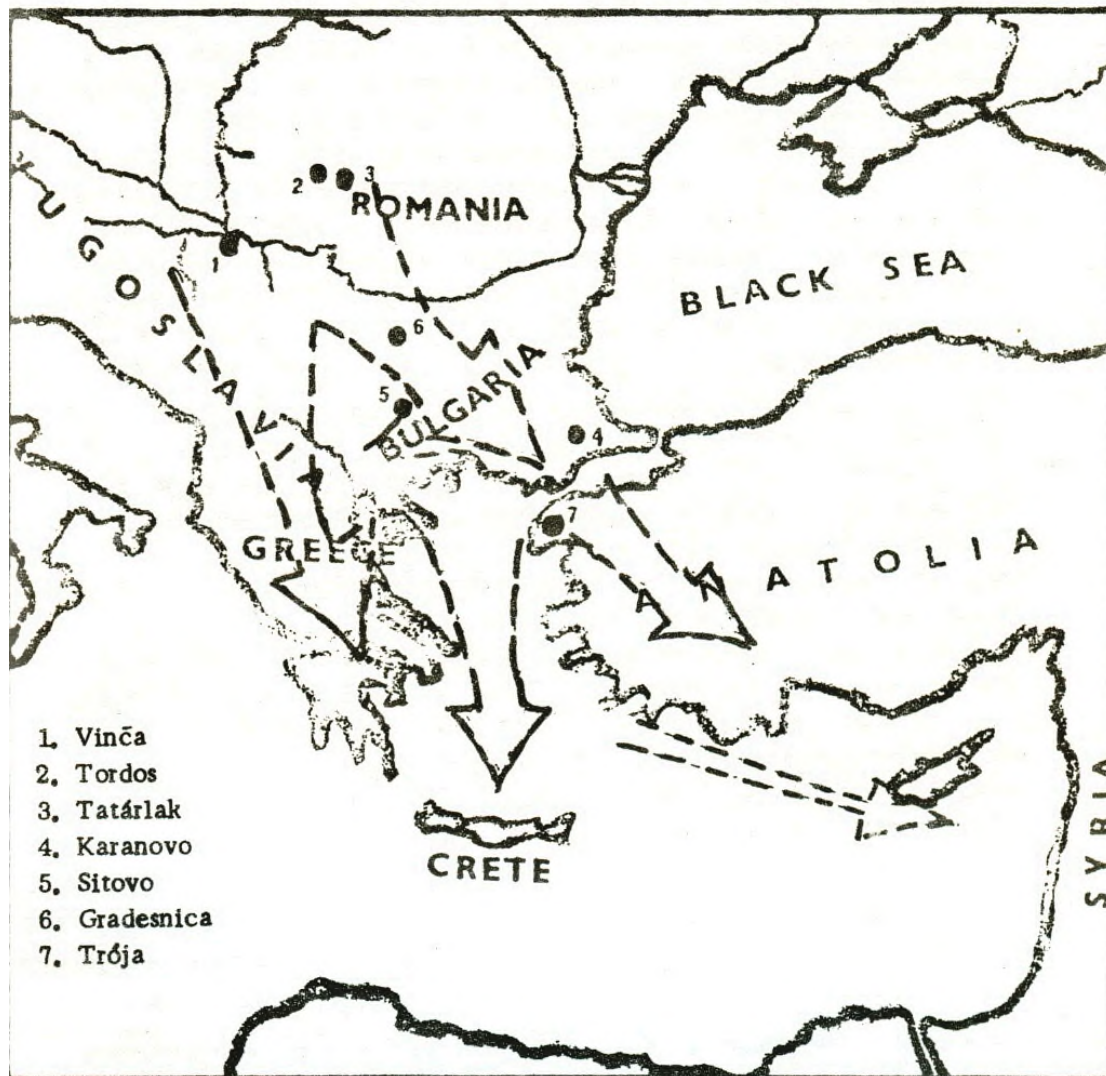 2 3
ROMANIA
YUGOSLAVIA
1
BLACK SEA
6
BULGARIA
5
4
7
GREEGE
ANATOLIA
1. Vinča
2. Tordos
3. Tatárlak
4. Karanovo
5. Sitovo
6. Gradesnica
7. Trója
CRETE
SYRIA